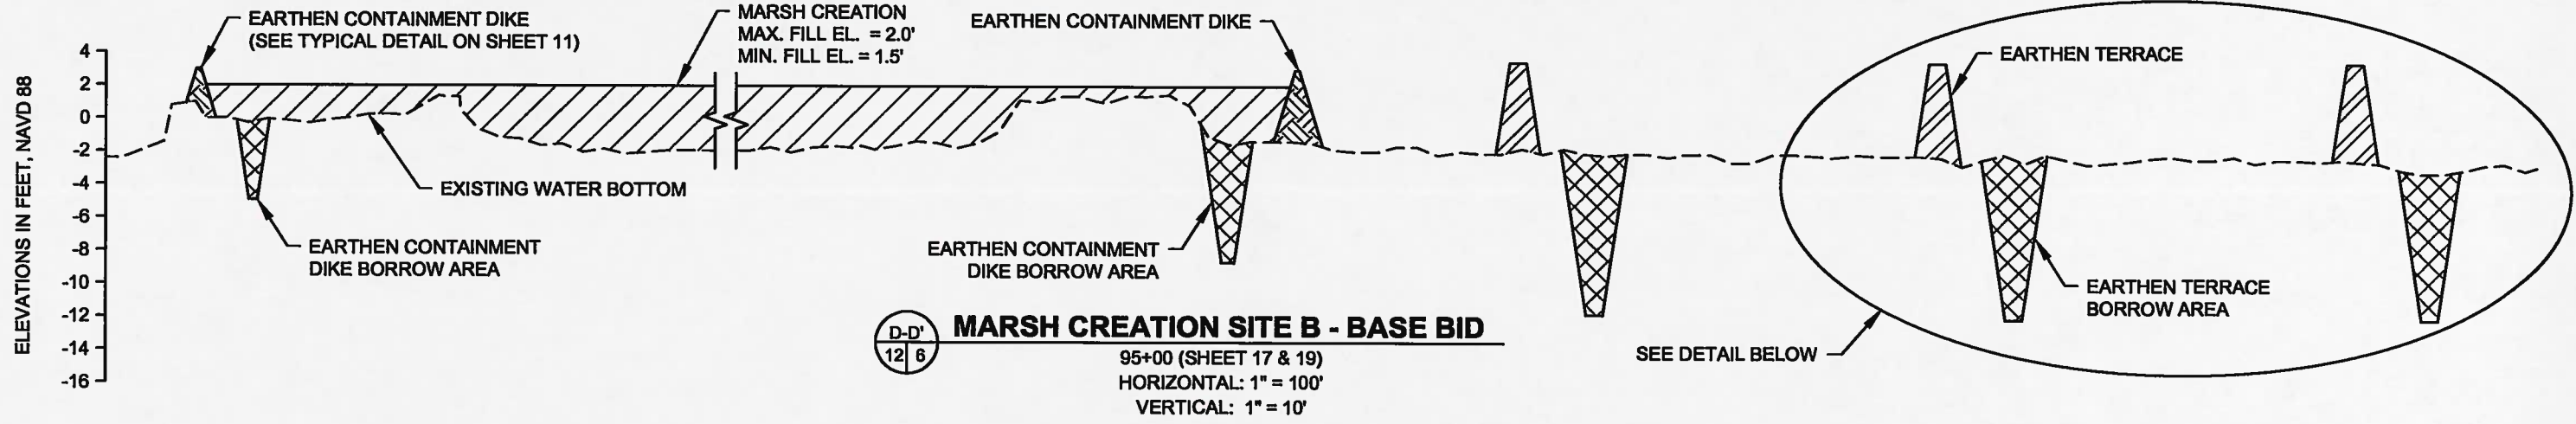 EARTHEN CONTAINMENT DIKE
(SEE TYPICAL DETAIL ON SHEET 11)
MARSH CREATION
MAX. FILL EL. = 2.0'
MIN. FILL EL. = 1.5'
EARTHEN CONTAINMENT DIKE
EARTHEN TERRACE
ELEVATIONS IN FEET, NAVD 88
4
2
0
-2
-4
-6
-8
-10
-12
-14
-16
EXISTING WATER BOTTOM
EARTHEN CONTAINMENT
DIKE BORROW AREA
EARTHEN CONTAINMENT
DIKE BORROW AREA
EARTHEN TERRACE
BORROW AREA
SEE DETAIL BELOW
D-D'
12 6
MARSH CREATION SITE B - BASE BID
95+00 (SHEET 17 & 19)
HORIZONTAL: 1" = 100'
VERTICAL: 1" = 10'